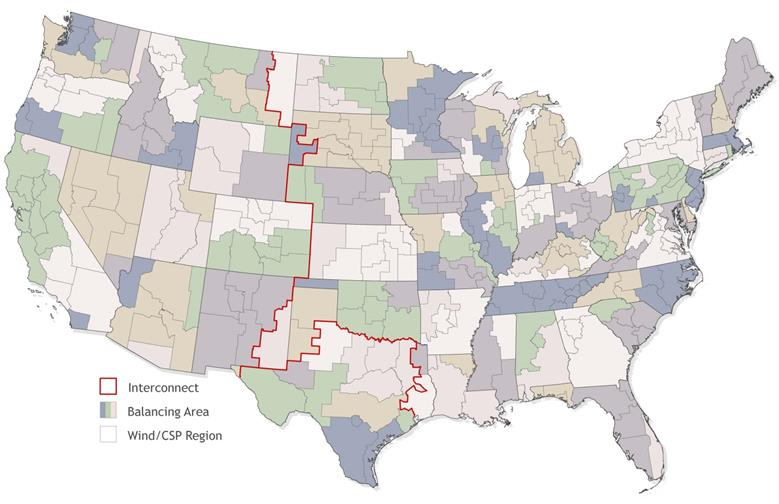 Interconnect
Balancing Area
Wind/CSP Region